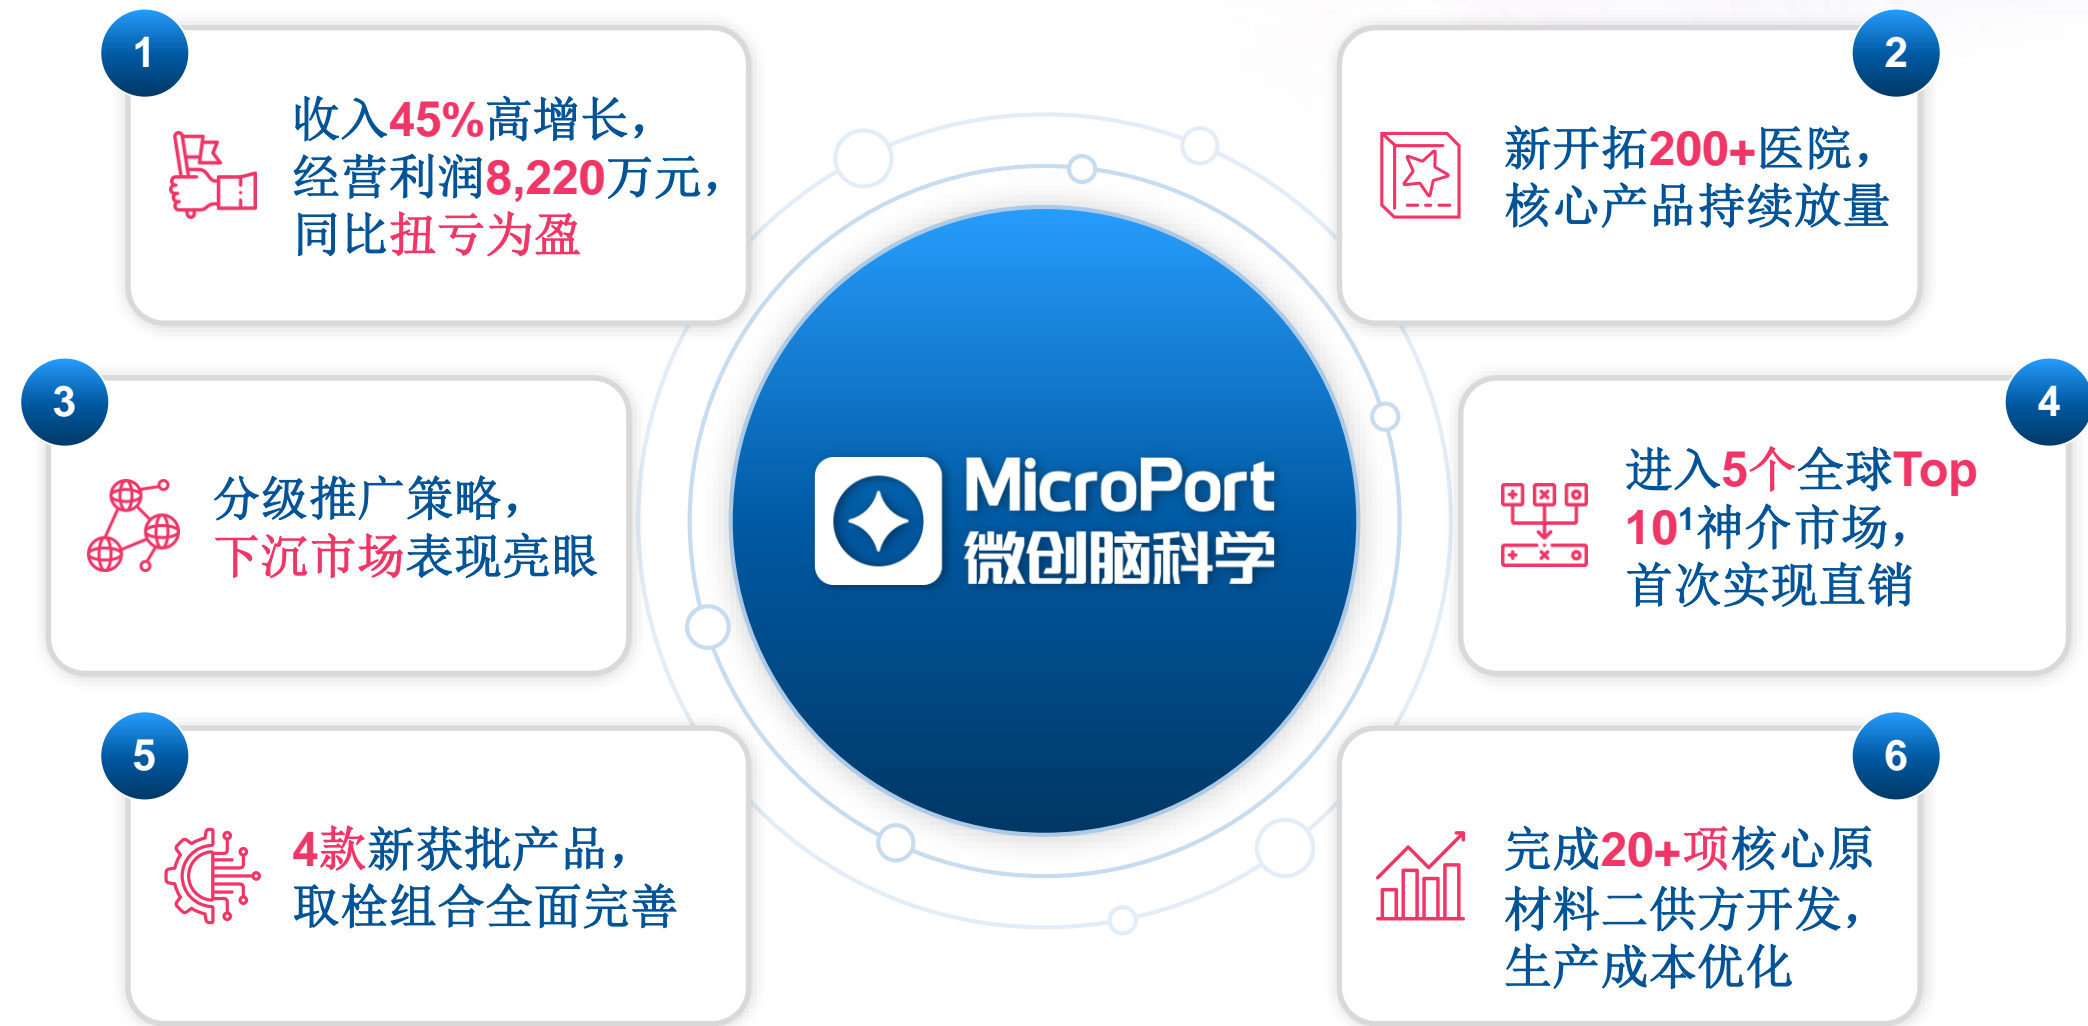 1
收入45%高增长，
经营利润8,220万元，
同比扭亏为盈
2
新开拓200+医院，
核心产品持续放量
3
分级推广策略，
下沉市场表现亮眼
MicroPort
微创脑科学
4
进入5个全球Top
10¹神介市场，
首次实现直销
5
4款新获批产品，
取栓组合全面完善
6
完成20+项核心原
材料二供方开发，
生产成本优化